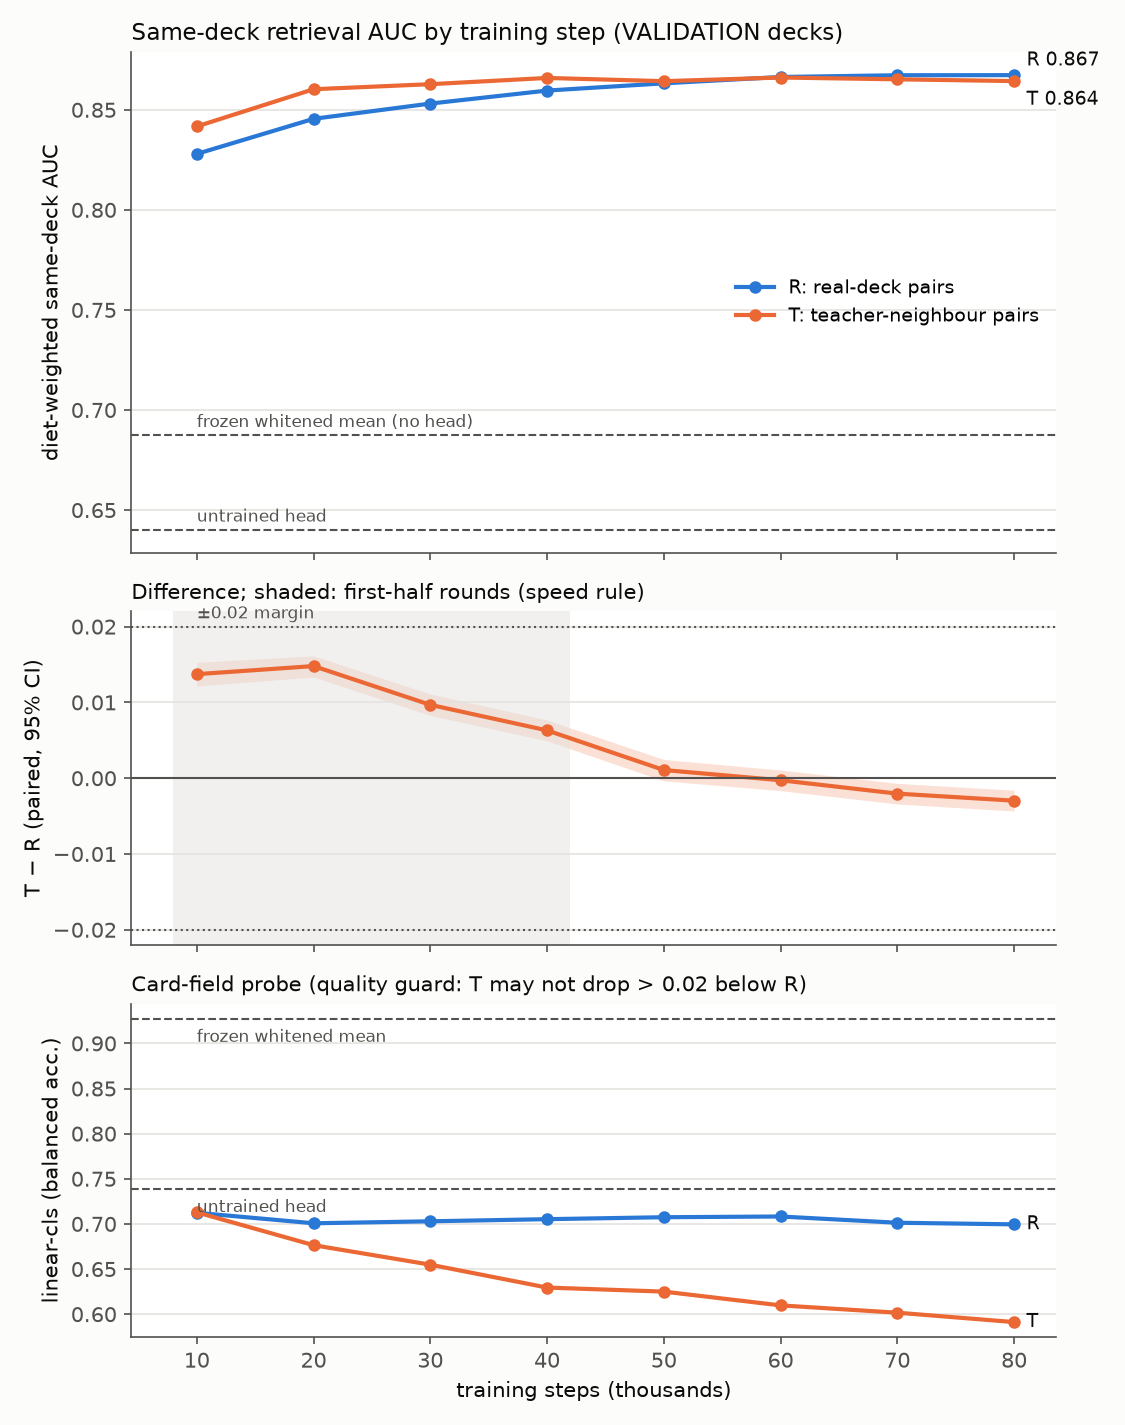 Same-deck retrieval AUC by training step (VALIDATION decks)
R 0.867
T 0.864
0.85
0.80
0.75
0.70
0.65
diet-weighted same-deck AUC
R: real-deck pairs
T: teacher-neighbour pairs
frozen whitened mean (no head)
untrained head
Difference; shaded: first-half rounds (speed rule)
±0.02 margin
0.02
0.01
0.00
−0.01
−0.02
T − R (paired, 95% CI)
Card-field probe (quality guard: T may not drop > 0.02 below R)
frozen whitened mean
0.90
0.85
0.80
0.75
0.70
0.65
0.60
linear-cls (balanced acc.)
untrained head
R
T
10 20 30 40 50 60 70 80
training steps (thousands)